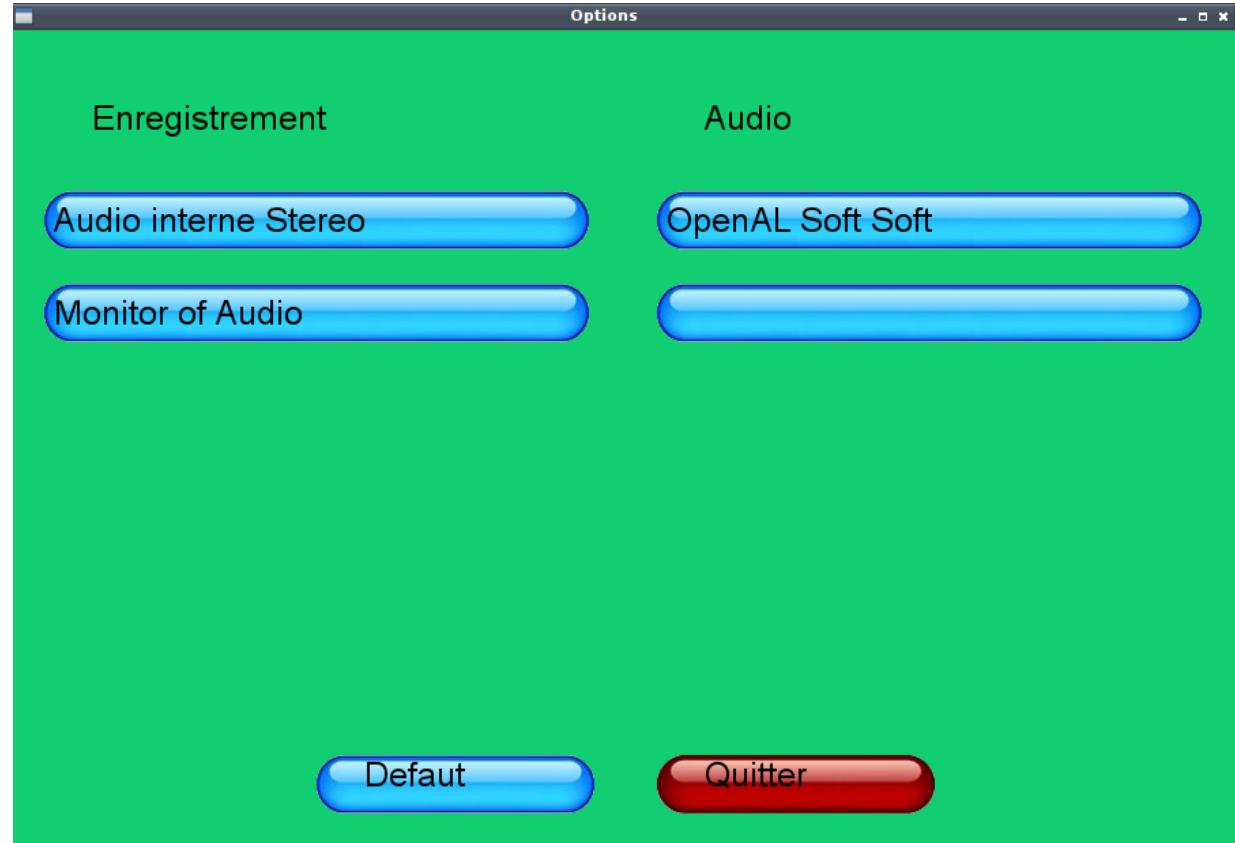 Options
Enregistrement
Audio
Audio interne Stereo
OpenAL Soft Soft
Monitor of Audio
Defaut
Quitter